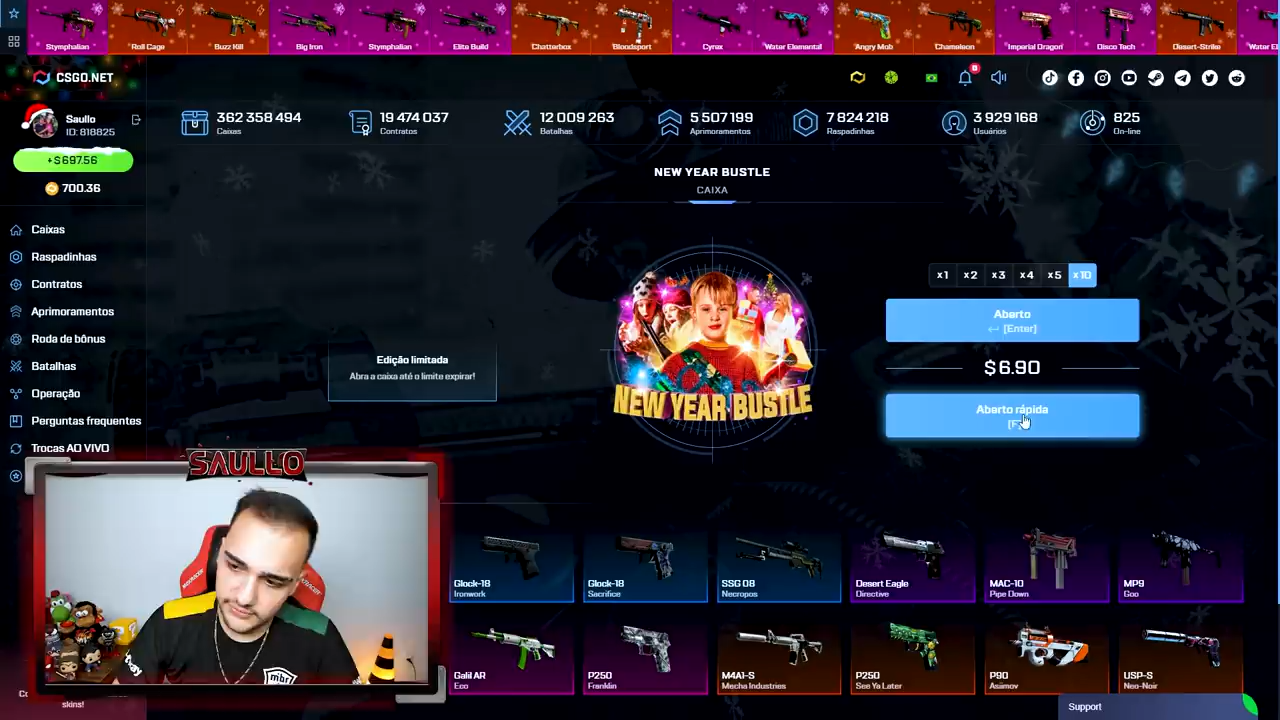 Stymphalian
Roll Cage
Buzz Kill
Big Iron
Stymphalian
Elite Build
Chatterbox
Bloodsport
Cyrex
Water Elemental
Angry Mob
Chameleon
Imperial Dragon
Disco Tech
Desert-Strike
Water El
CSGO.NET
Saullo
ID: 818825
+$697.56
700.36
362 358 494
Caixas
19 474 037
Contratos
12 009 263
Batalhas
5 507 199
Aprimoramentos
7 824 218
Raspadinhas
3 929 168
Usuários
825
On-line
NEW YEAR BUSTLE
CAIXA
Caixas
Raspadinhas
Contratos
Aprimoramentos
Roda de bônus
Batalhas
Operação
Perguntas frequentes
Trocas AO VIVO
Edição limitada
Abra a caixa até o limite expirar!
NEW YEAR BUSTLE
x1 x2 x3 x4 x5 x10
Aberto
[Enter]
$ 6.90
Aberto rápida
SAULLO
mibr
Glock-18
Ironwork
Glock-18
Sacrifice
SSG 08
Necropos
Desert Eagle
Directive
MAC-10
Pipe Down
MP9
Goo
Galil AR
Eco
P250
Franklin
M4A1-S
Mecha Industries
P250
See Ya Later
P90
Asiimov
USP-S
Neo-Noir
skins!
Support